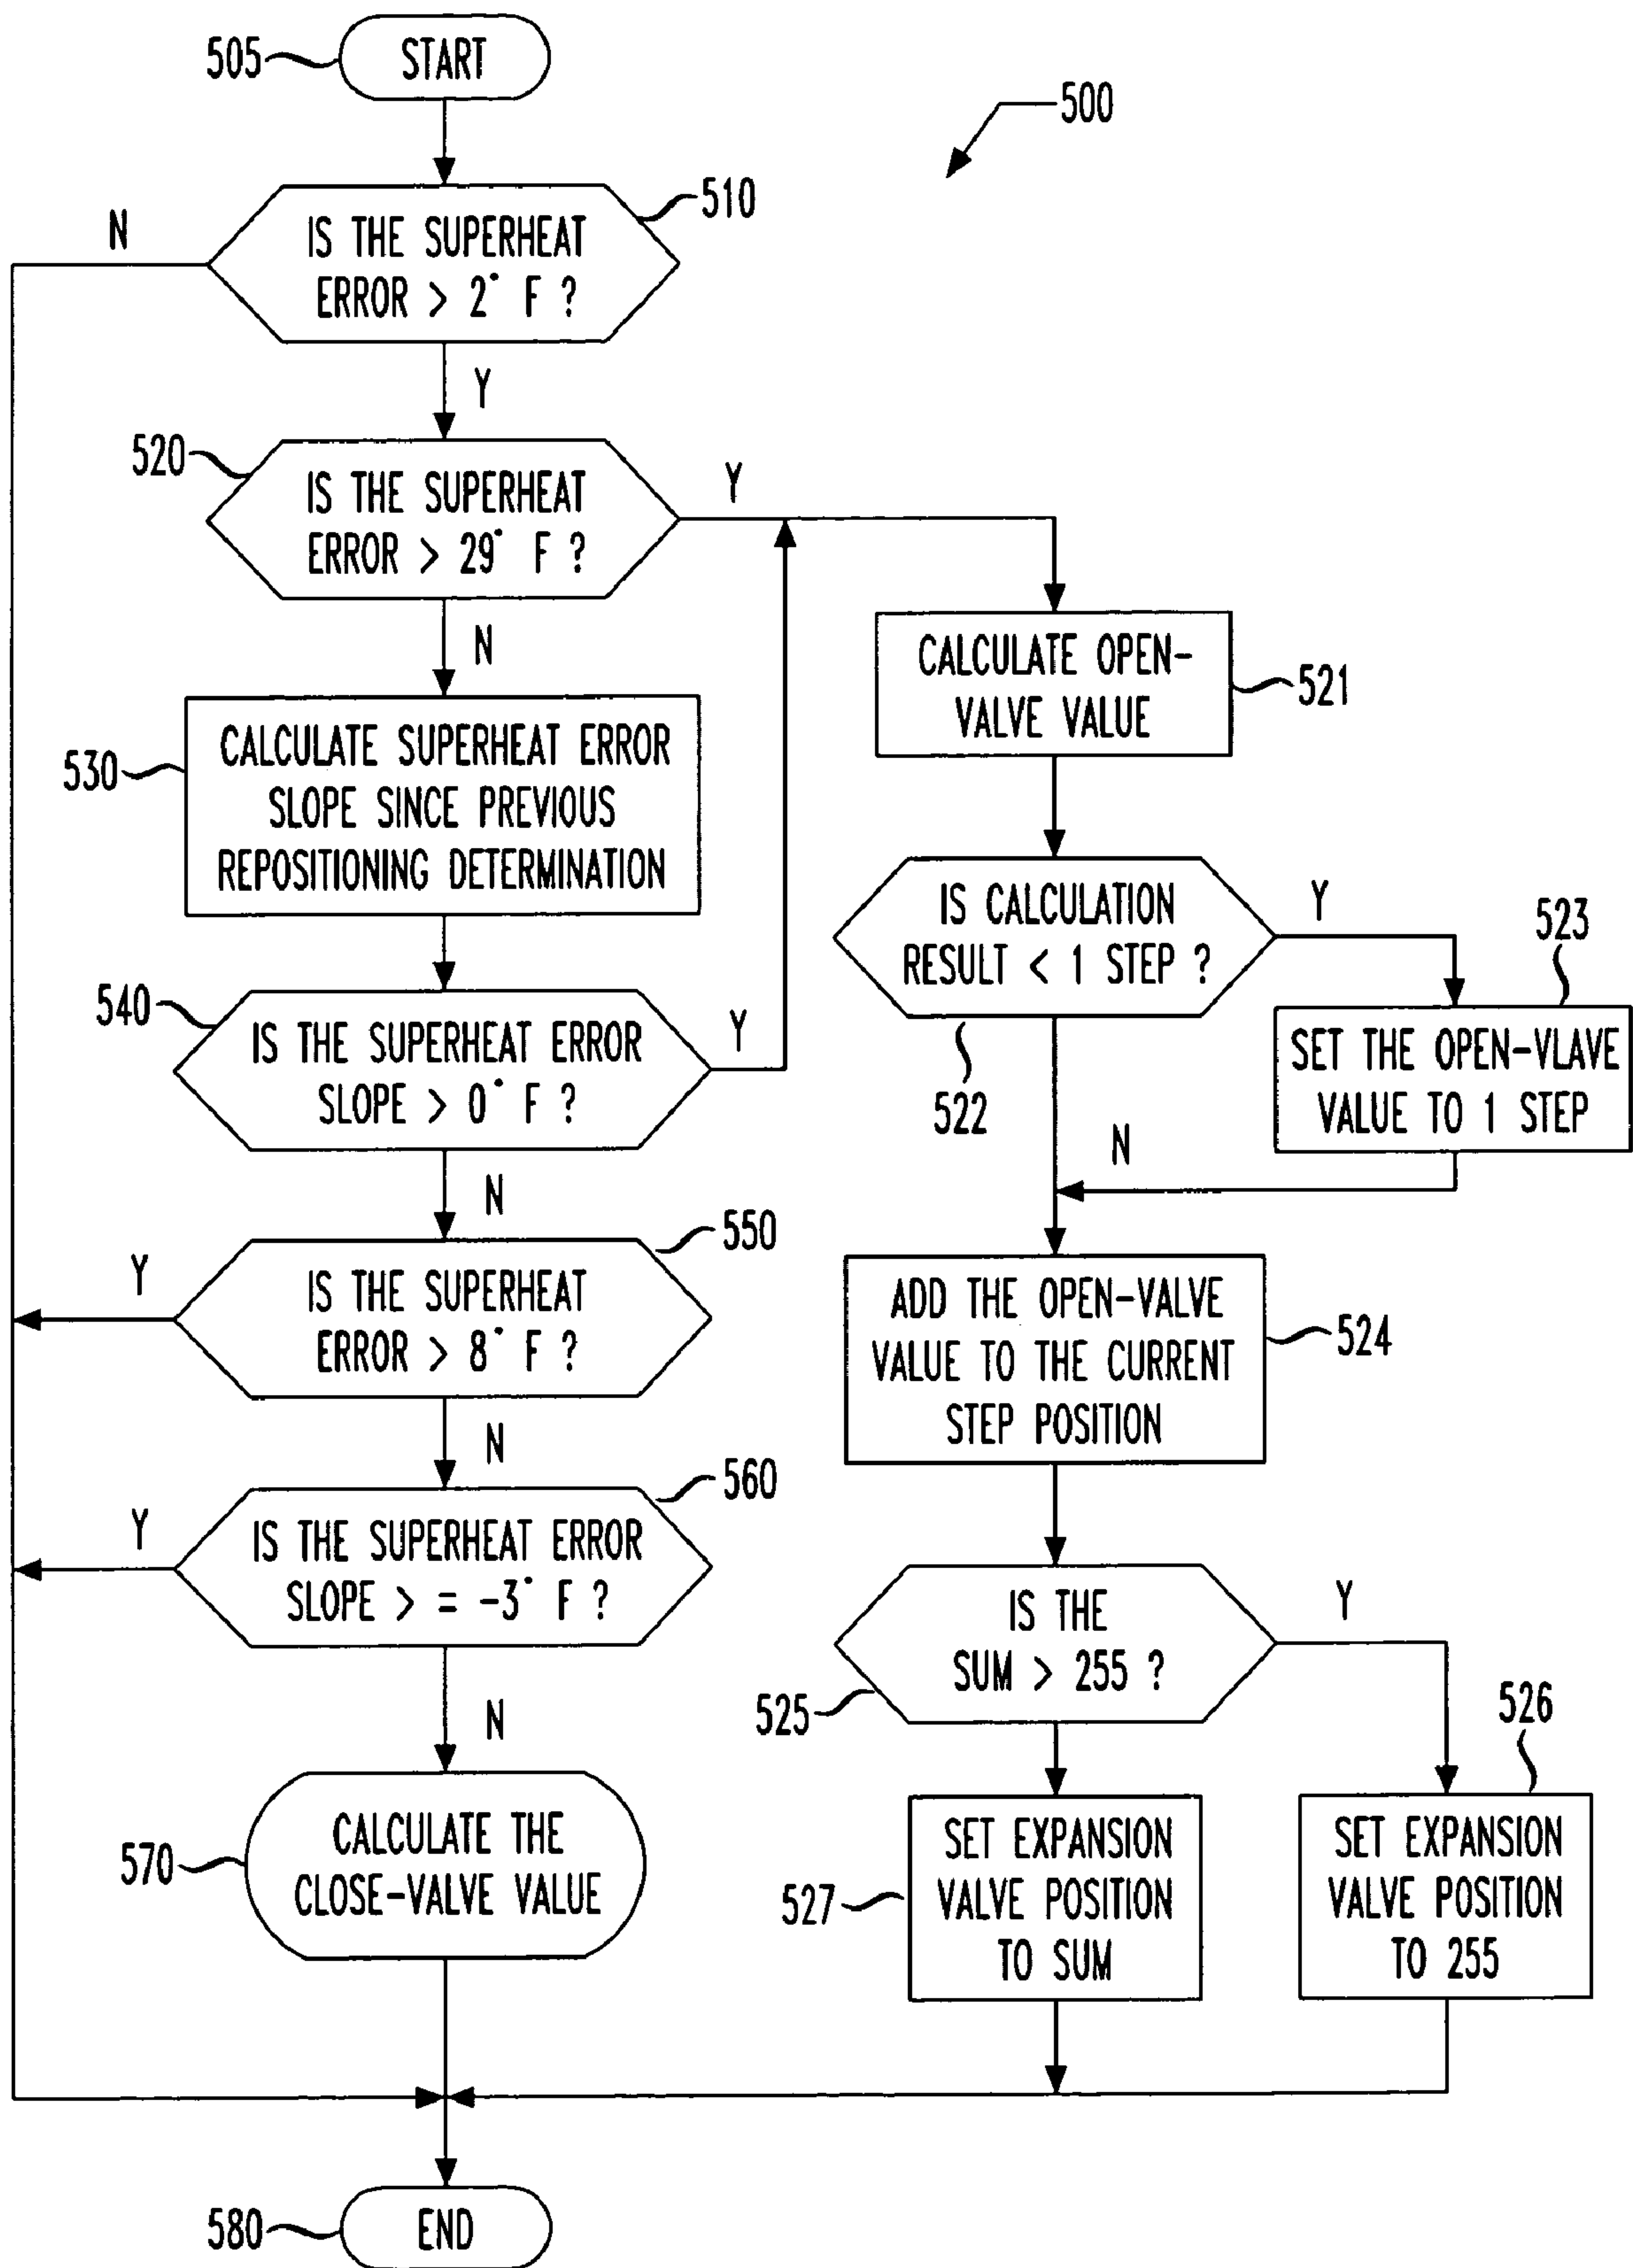 505
START
500
510
N
IS THE SUPERHEAT
ERROR > 2° F ?
Y
520
IS THE SUPERHEAT
ERROR > 29° F ?
Y
N
CALCULATE OPEN-
VALVE VALUE
521
530
CALCULATE SUPERHEAT ERROR
SLOPE SINCE PREVIOUS
REPOSITIONING DETERMINATION
IS CALCULATION
RESULT < 1 STEP ?
Y
522
523
SET THE OPEN-VLAVE
VALUE TO 1 STEP
N
540
IS THE SUPERHEAT ERROR
SLOPE > 0° F ?
Y
N
550
Y
IS THE SUPERHEAT
ERROR > 8° F ?
N
ADD THE OPEN-VALVE
VALUE TO THE CURRENT
STEP POSITION
524
560
Y
IS THE SUPERHEAT ERROR
SLOPE > = -3° F ?
N
IS THE
SUM > 255 ?
Y
525
526
570
CALCULATE THE
CLOSE-VALVE VALUE
527
SET EXPANSION
VALVE POSITION
TO SUM
SET EXPANSION
VALVE POSITION
TO 255
580
END